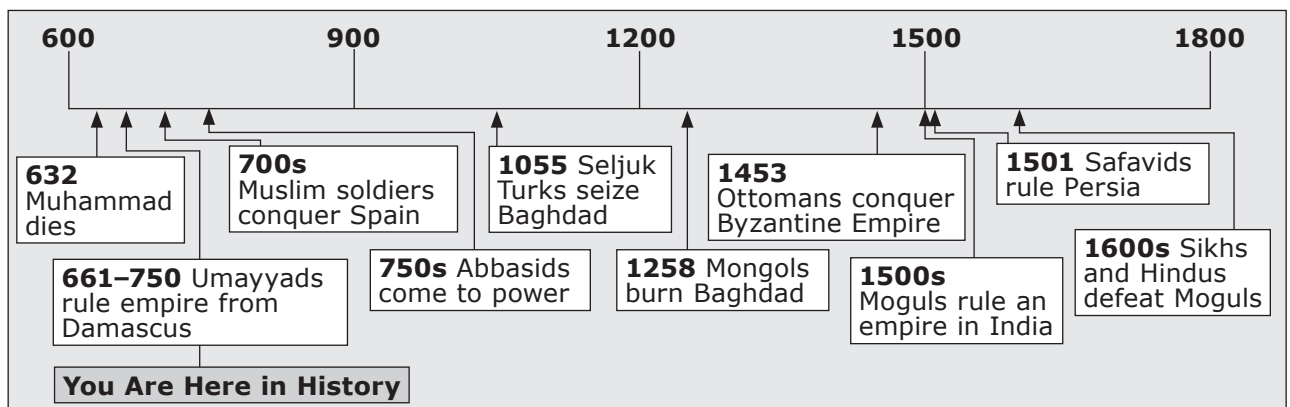 600 900 1200 1500 1800
632
Muhammad
dies
661–750 Umayyads
rule empire from
Damascus
You Are Here in History
700s
Muslim soldiers
conquer Spain
750s Abbasids
come to power
1055 Seljuk
Turks seize
Baghdad
1258 Mongols
burn Baghdad
1453
Ottomans conquer
Byzantine Empire
1500s
Moguls rule an
empire in India
1501 Safavids
rule Persia
1600s Sikhs
and Hindus
defeat Moguls